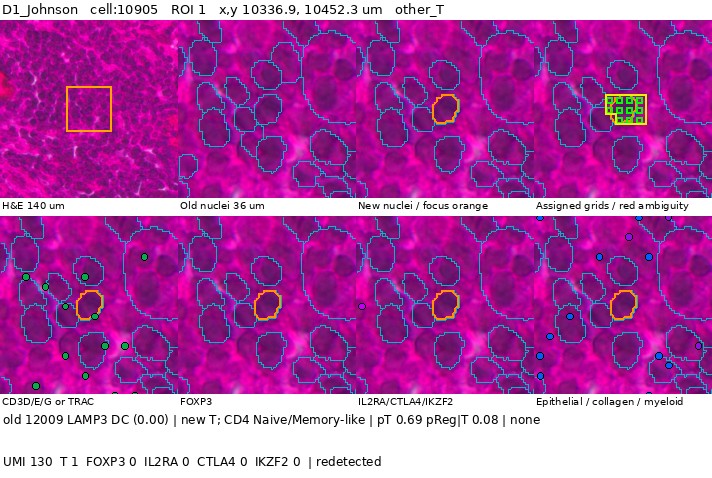 D1_Johnson cell:10905 ROI 1 x,y 10336.9, 10452.3 um other_T
H&E 140 um
Old nuclei 36 um
New nuclei / focus orange
Assigned grids / red ambiguity
CD3D/E/G or TRAC
FOXP3
IL2RA/CTLA4/IKZF2
Epithelial / collagen / myeloid
old 12009 LAMP3 DC (0.00) | new T; CD4 Naive/Memory-like | pT 0.69 pReg|T 0.08 | none
UMI 130 T 1 FOXP3 0 IL2RA 0 CTLA4 0 IKZF2 0 | redetected